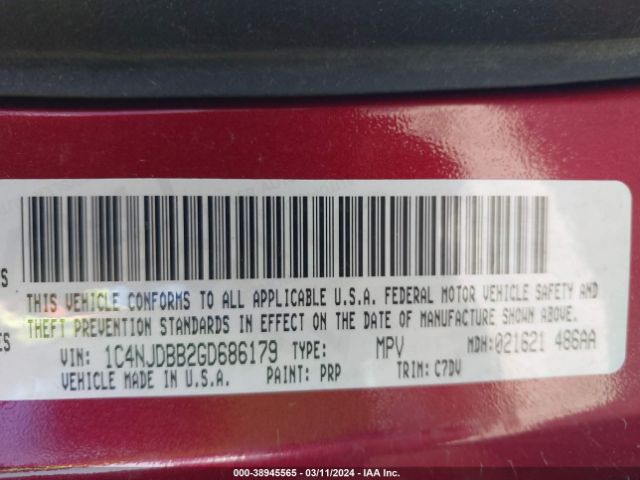 THIS VEHICLE CONFORMS TO ALL APPLICABLE U.S.A. FEDERAL MOTOR VEHICLE SAFETY AND
THEFT PREVENTION STANDARDS IN EFFECT ON THE DATE OF MANUFACTURE SHOWN ABOVE.
VIN: 1C4NJDBB2GD686179 TYPE: MPV MDH:021621 486AA
VEHICLE MADE IN U.S.A. PAINT: PRP TRIM: C7DV
000-38945565 - 03/11/2024 - IAA Inc.